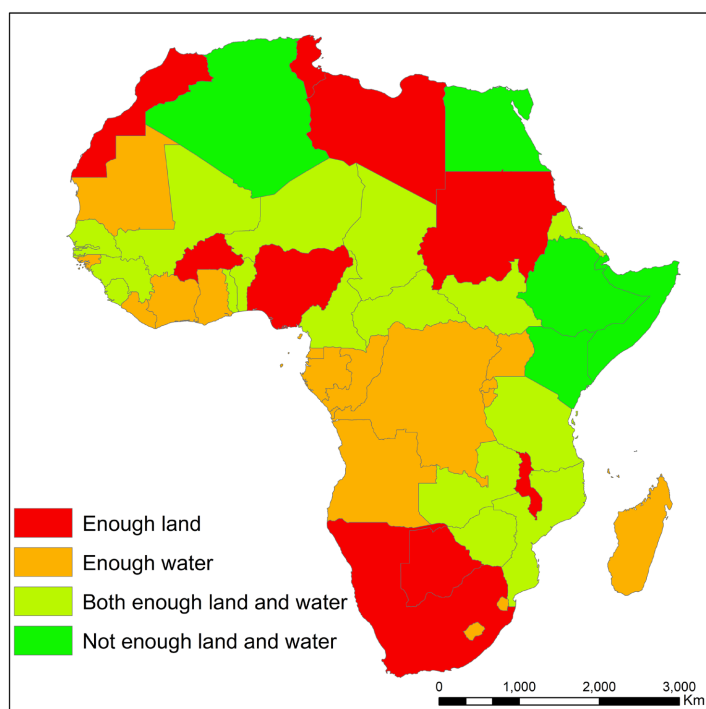 Enough land
Enough water
Both enough land and water
Not enough land and water
0 1,000 2,000 3,000
Km